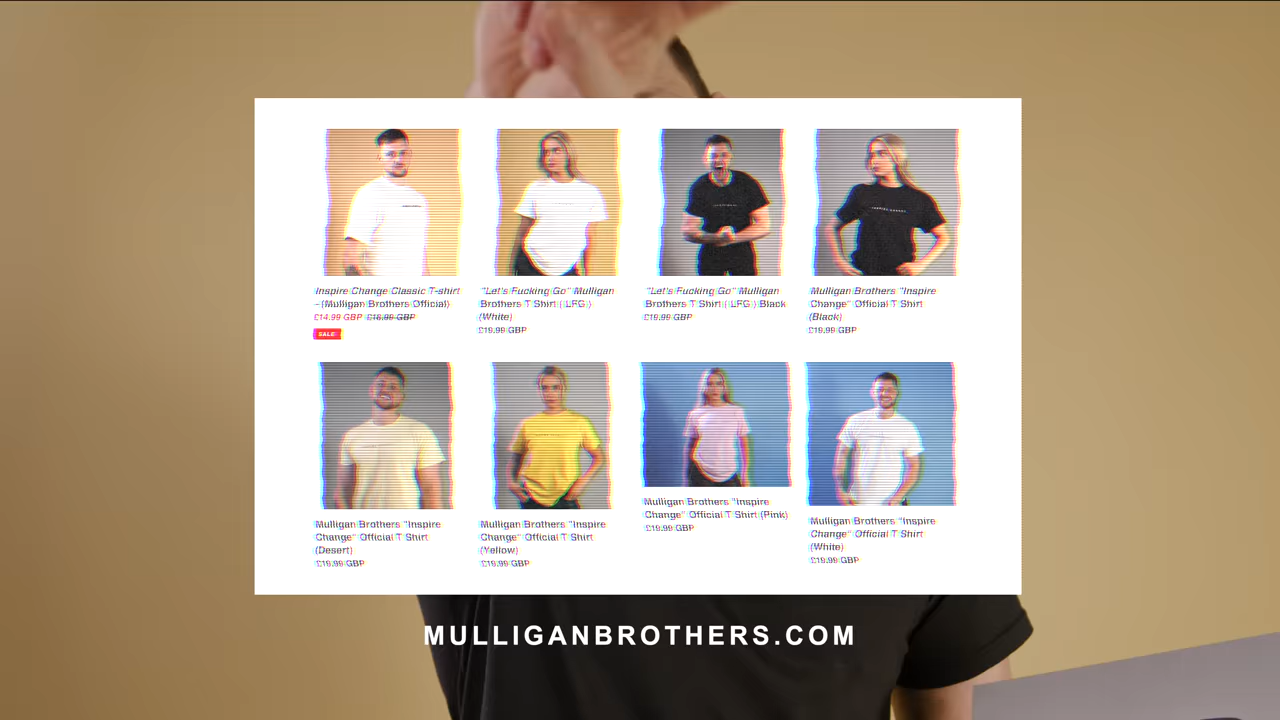 Inspire Change Classic T-shirt
- (Mulligan Brothers Official)
£14.99 GBP £18.99 GBP
SALE
"Let's Fucking Go" Mulligan
Brothers T Shirt ( LFG )
(White)
£19.99 GBP
"Let's Fucking Go" Mulligan
Brothers T Shirt ( LFG ) Black
£19.99 GBP
Mulligan Brothers "Inspire
Change" Official T Shirt
(Black)
£19.99 GBP
Mulligan Brothers "Inspire
Change" Official T Shirt
(Desert)
£19.99 GBP
Mulligan Brothers "Inspire
Change" Official T Shirt
(Yellow)
£19.99 GBP
Mulligan Brothers "Inspire
Change" Official T Shirt (Pink)
£19.99 GBP
Mulligan Brothers "Inspire
Change" Official T Shirt
(White)
£19.99 GBP
MULLIGANBROTHERS.COM